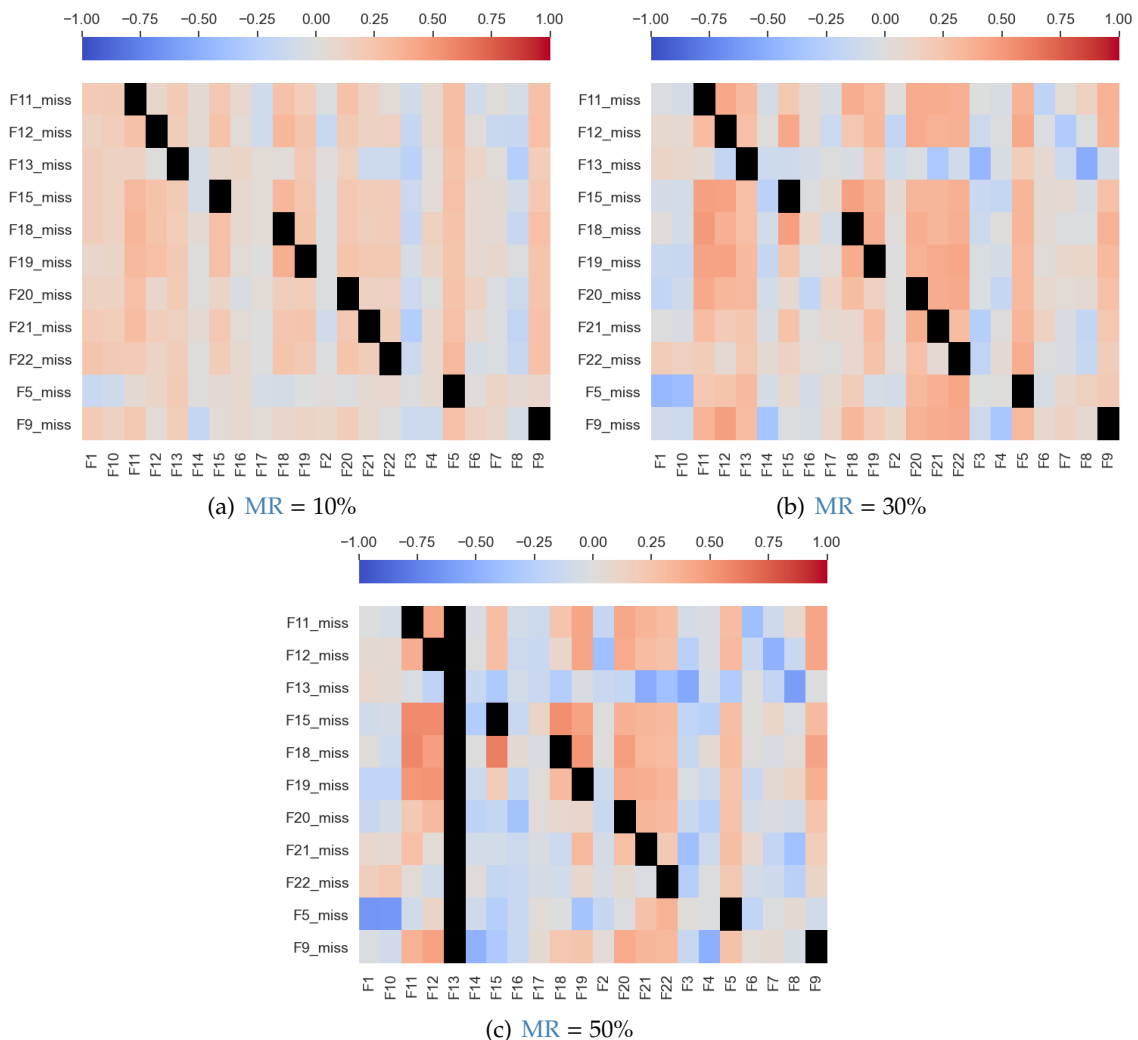 −1.00 −0.75 −0.50 −0.25 0.00 0.25 0.50 0.75 1.00
F11_miss
F12_miss
F13_miss
F15_miss
F18_miss
F19_miss
F20_miss
F21_miss
F22_miss
F5_miss
F9_miss
F1 F10 F11 F12 F13 F14 F15 F16 F17 F18 F19 F2 F20 F21 F22 F3 F4 F5 F6 F7 F8 F9
(a) MR = 10%
−1.00 −0.75 −0.50 −0.25 0.00 0.25 0.50 0.75 1.00
F11_miss
F12_miss
F13_miss
F15_miss
F18_miss
F19_miss
F20_miss
F21_miss
F22_miss
F5_miss
F9_miss
F1 F10 F11 F12 F13 F14 F15 F16 F17 F18 F19 F2 F20 F21 F22 F3 F4 F5 F6 F7 F8 F9
(b) MR = 30%
−1.00 −0.75 −0.50 −0.25 0.00 0.25 0.50 0.75 1.00
F11_miss
F12_miss
F13_miss
F15_miss
F18_miss
F19_miss
F20_miss
F21_miss
F22_miss
F5_miss
F9_miss
F1 F10 F11 F12 F13 F14 F15 F16 F17 F18 F19 F2 F20 F21 F22 F3 F4 F5 F6 F7 F8 F9
(c) MR = 50%